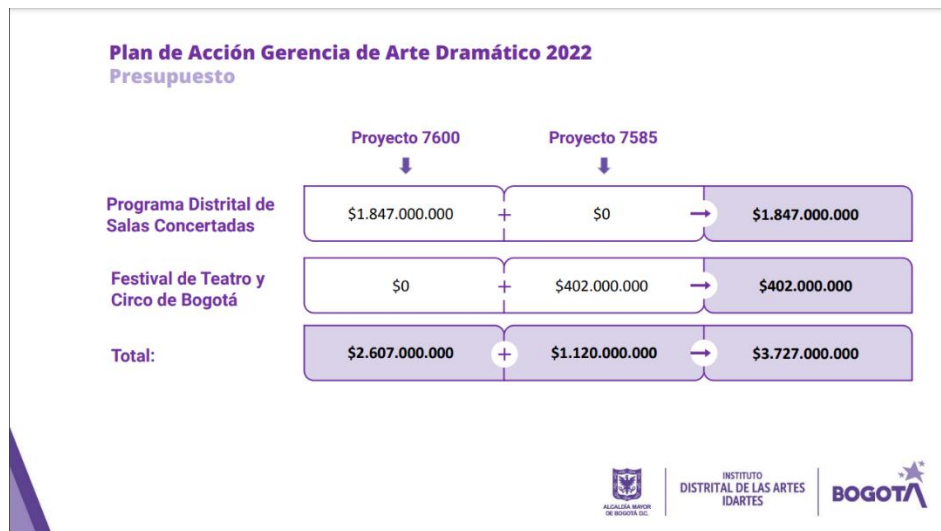 Plan de Acción Gerencia de Arte Dramático 2022
Presupuesto
Proyecto 7600
Proyecto 7585
Programa Distrital de
Salas Concertadas
$1.847.000.000 + $0 $1.847.000.000
Festival de Teatro y
Circo de Bogotá
$0 + $402.000.000 $402.000.000
Total: $2.607.000.000 + $1.120.000.000 $3.727.000.000
ALCALDÍA MAYOR
DE BOGOTÁ D.C.
INSTITUTO
DISTRITAL DE LAS ARTES
IDARTES
BOGOTÁ